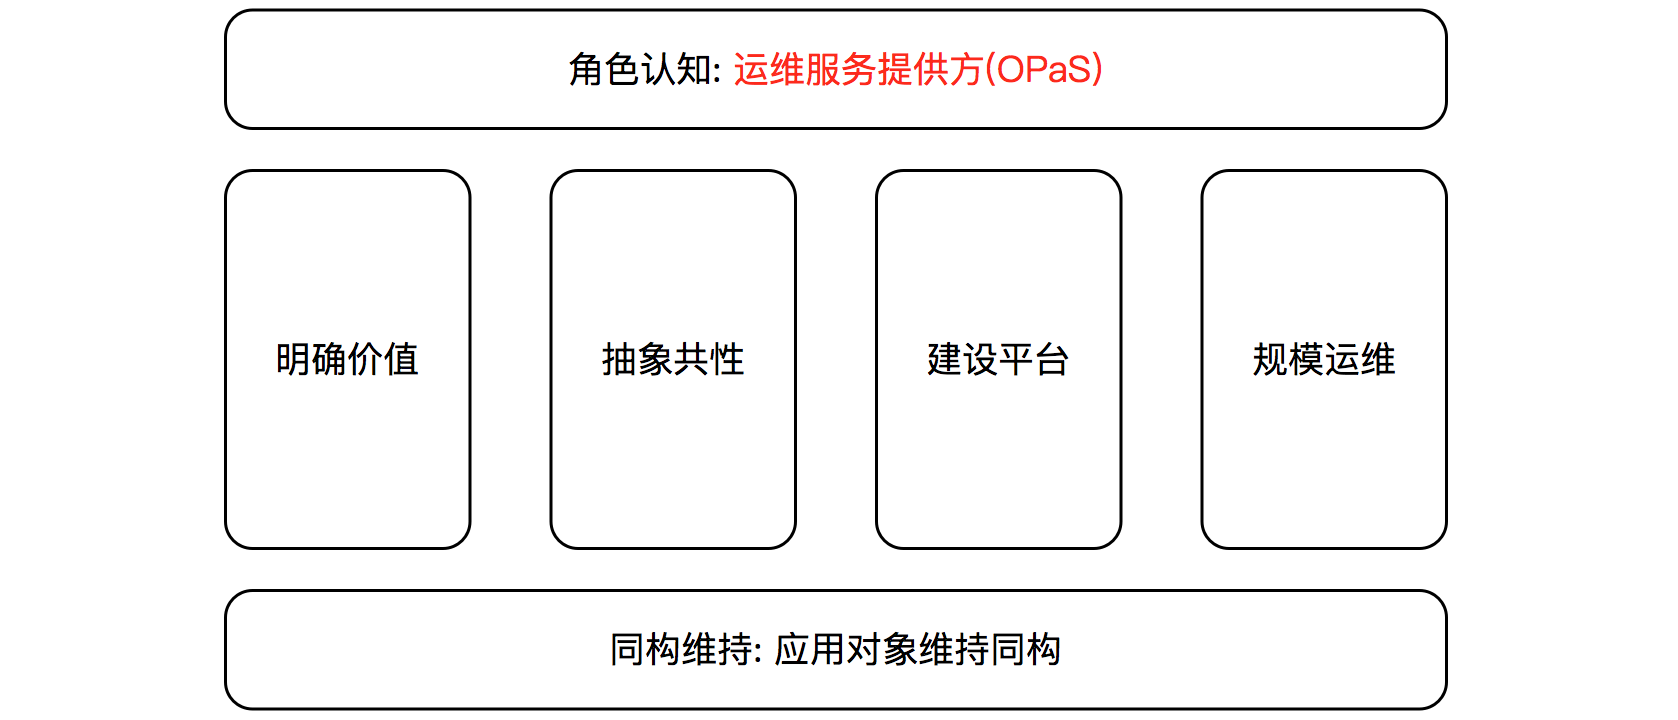 角色认知: 运维服务提供方(OPaS)
明确价值
抽象共性
建设平台
规模运维
同构维持: 应用对象维持同构